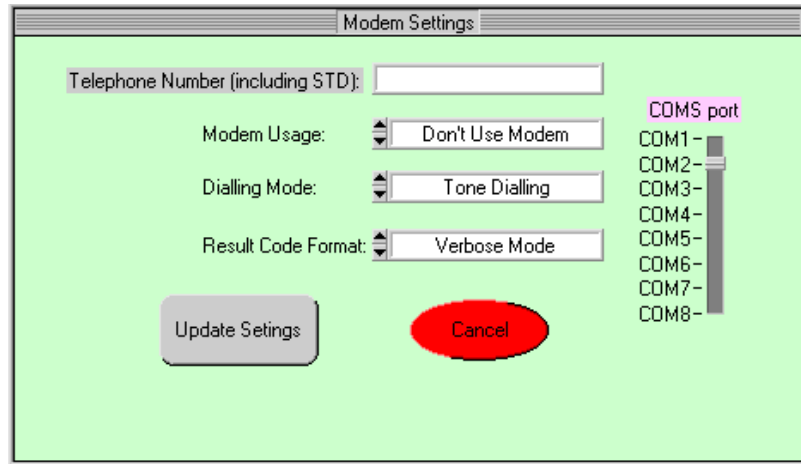 Modem Settings
Telephone Number (including STD):
COMS port
Modem Usage: Don't Use Modem
Dialling Mode: Tone Dialling
Result Code Format: Verbose Mode
COM1
COM2
COM3
COM4
COM5
COM6
COM7
COM8
Update Setings
Cancel